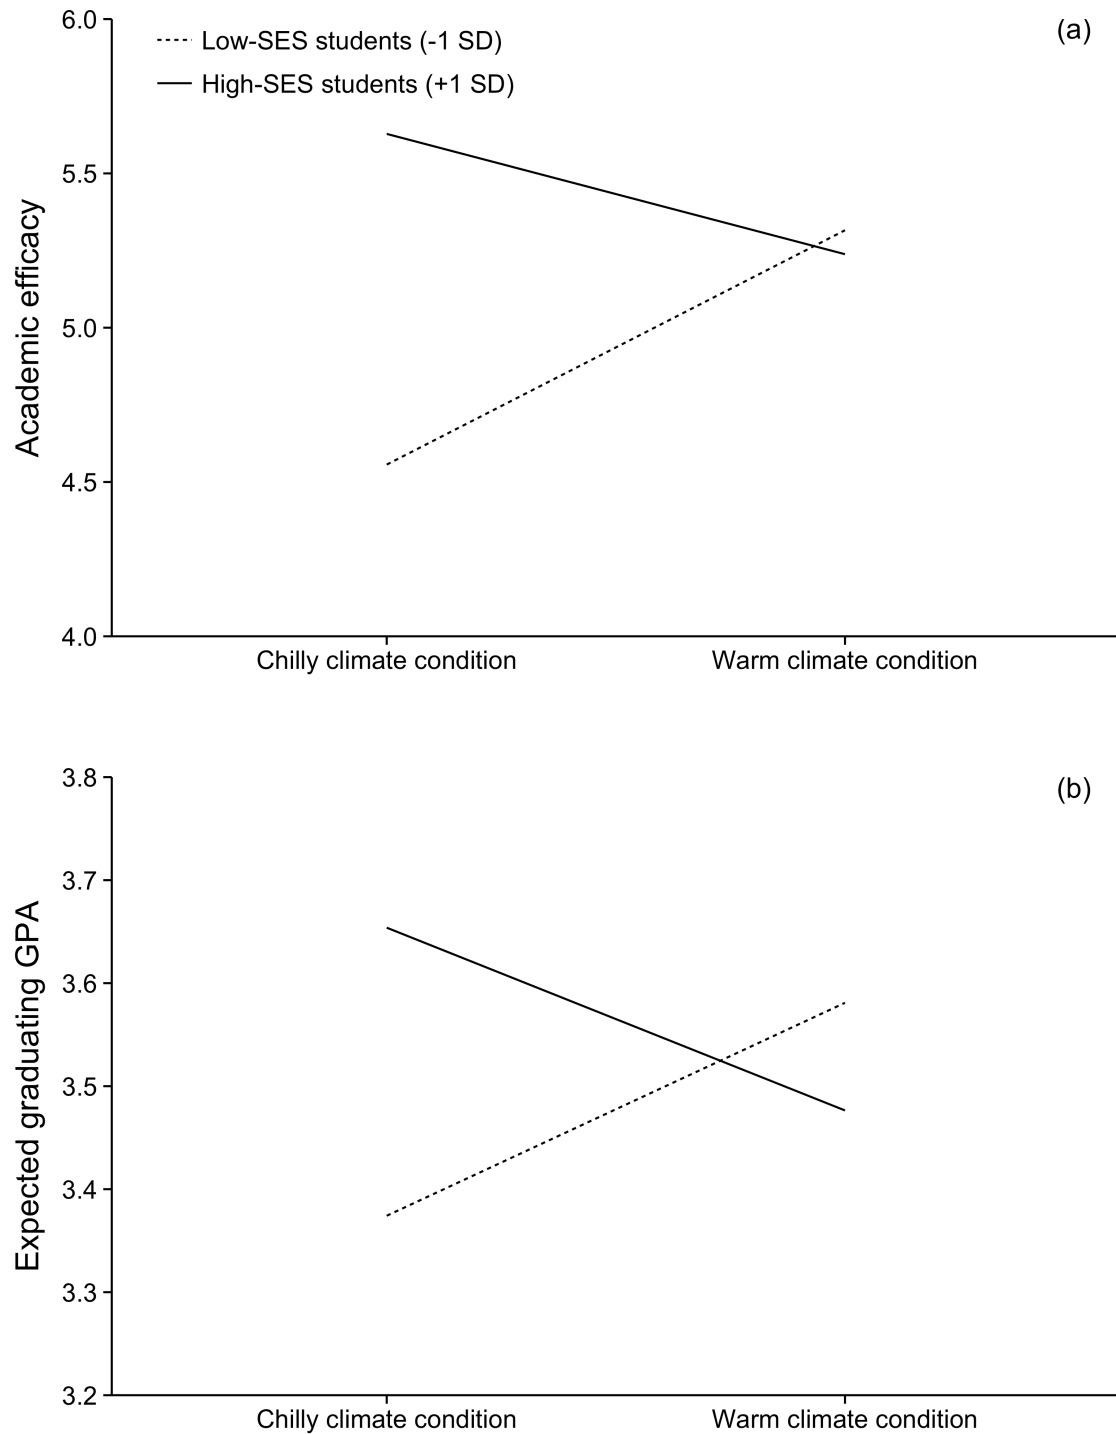 6.0
(a)
Low-SES students (-1 SD)
High-SES students (+1 SD)
5.5
Academic efficacy
5.0
4.5
4.0
Chilly climate condition Warm climate condition
3.8
(b)
3.7
3.6
Expected graduating GPA
3.5
3.4
3.3
3.2
Chilly climate condition Warm climate condition